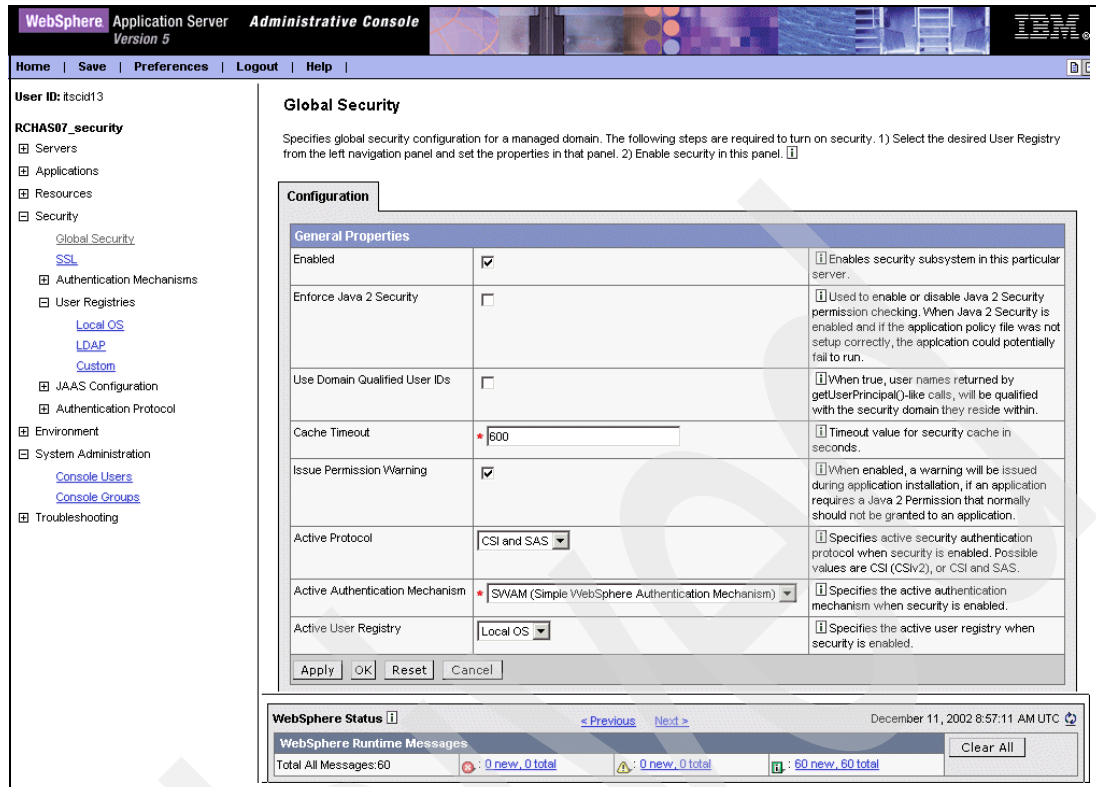 WebSphere Application Server Administrative Console
Version 5
IBM
Home | Save | Preferences | Logout | Help |
User ID: itscid13
RCHAS07_security
Servers
Applications
Resources
Security
Global Security
SSL
Authentication Mechanisms
User Registries
Local OS
LDAP
Custom
JAAS Configuration
Authentication Protocol
Environment
System Administration
Console Users
Console Groups
Troubleshooting
Global Security
Specifies global security configuration for a managed domain. The following steps are required to turn on security. 1) Select the desired User Registry
from the left navigation panel and set the properties in that panel. 2) Enable security in this panel. i
Configuration
General Properties
Enabled
i Enables security subsystem in this particular
server.
Enforce Java 2 Security
i Used to enable or disable Java 2 Security
permission checking. When Java 2 Security is
enabled and if the application policy file was not
setup correctly, the applcation could potentially
fail to run.
Use Domain Qualified User IDs
i When true, user names returned by
getUserPrincipal()-like calls, will be qualified
with the security domain they reside within.
Cache Timeout
* 600
i Timeout value for security cache in
seconds.
Issue Permission Warning
i When enabled, a warning will be issued
during application installation, if an application
requires a Java 2 Permission that normally
should not be granted to an application.
Active Protocol
CSI and SAS
i Specifies active security authentication
protocol when security is enabled. Possible
values are CSI (CSIv2), or CSI and SAS.
Active Authentication Mechanism
* SWAM (Simple WebSphere Authentication Mechanism)
i Specifies the active authentication
mechanism when security is enabled.
Active User Registry
Local OS
i Specifies the active user registry when
security is enabled.
Apply OK Reset Cancel
WebSphere Status i
< Previous Next >
December 11, 2002 8:57:11 AM UTC
WebSphere Runtime Messages
Clear All
Total All Messages:60
: 0 new, 0 total
: 0 new, 0 total
: 60 new, 60 total